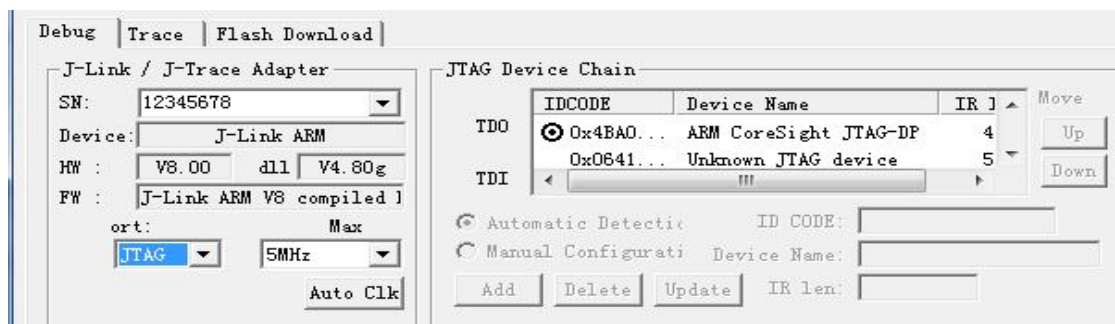 Debug Trace Flash Download
J-Link / J-Trace Adapter
SN: 12345678
Device: J-Link ARM
HW : V8.00 dll V4.80g
FW : J-Link ARM V8 compiled
ort: Max
JTAG 5MHz
Auto Clk
JTAG Device Chain
IDCODE Device Name IR
TDO 0x4BA0... ARM CoreSight JTAG-DP 4
0x0641... Unknown JTAG device 5
TDI
Move
Up
Down
Automatic Detectic ID CODE:
Manual Configurati Device Name:
Add Delete Update IR len: